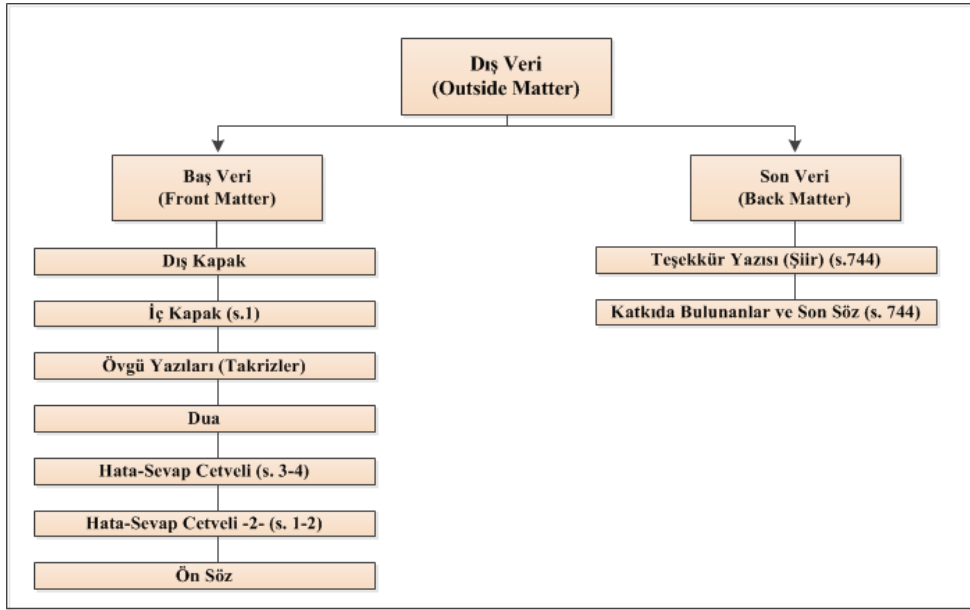 Dış Veri
(Outside Matter)
Baş Veri
(Front Matter)
Dış Kapak
İç Kapak (s.1)
Övgü Yazıları (Takrizler)
Dua
Hata-Sevap Cetveli (s. 3-4)
Hata-Sevap Cetveli -2- (s. 1-2)
Ön Söz
Son Veri
(Back Matter)
Teşekkür Yazısı (Şiir) (s.744)
Katkıda Bulunanlar ve Son Söz (s. 744)